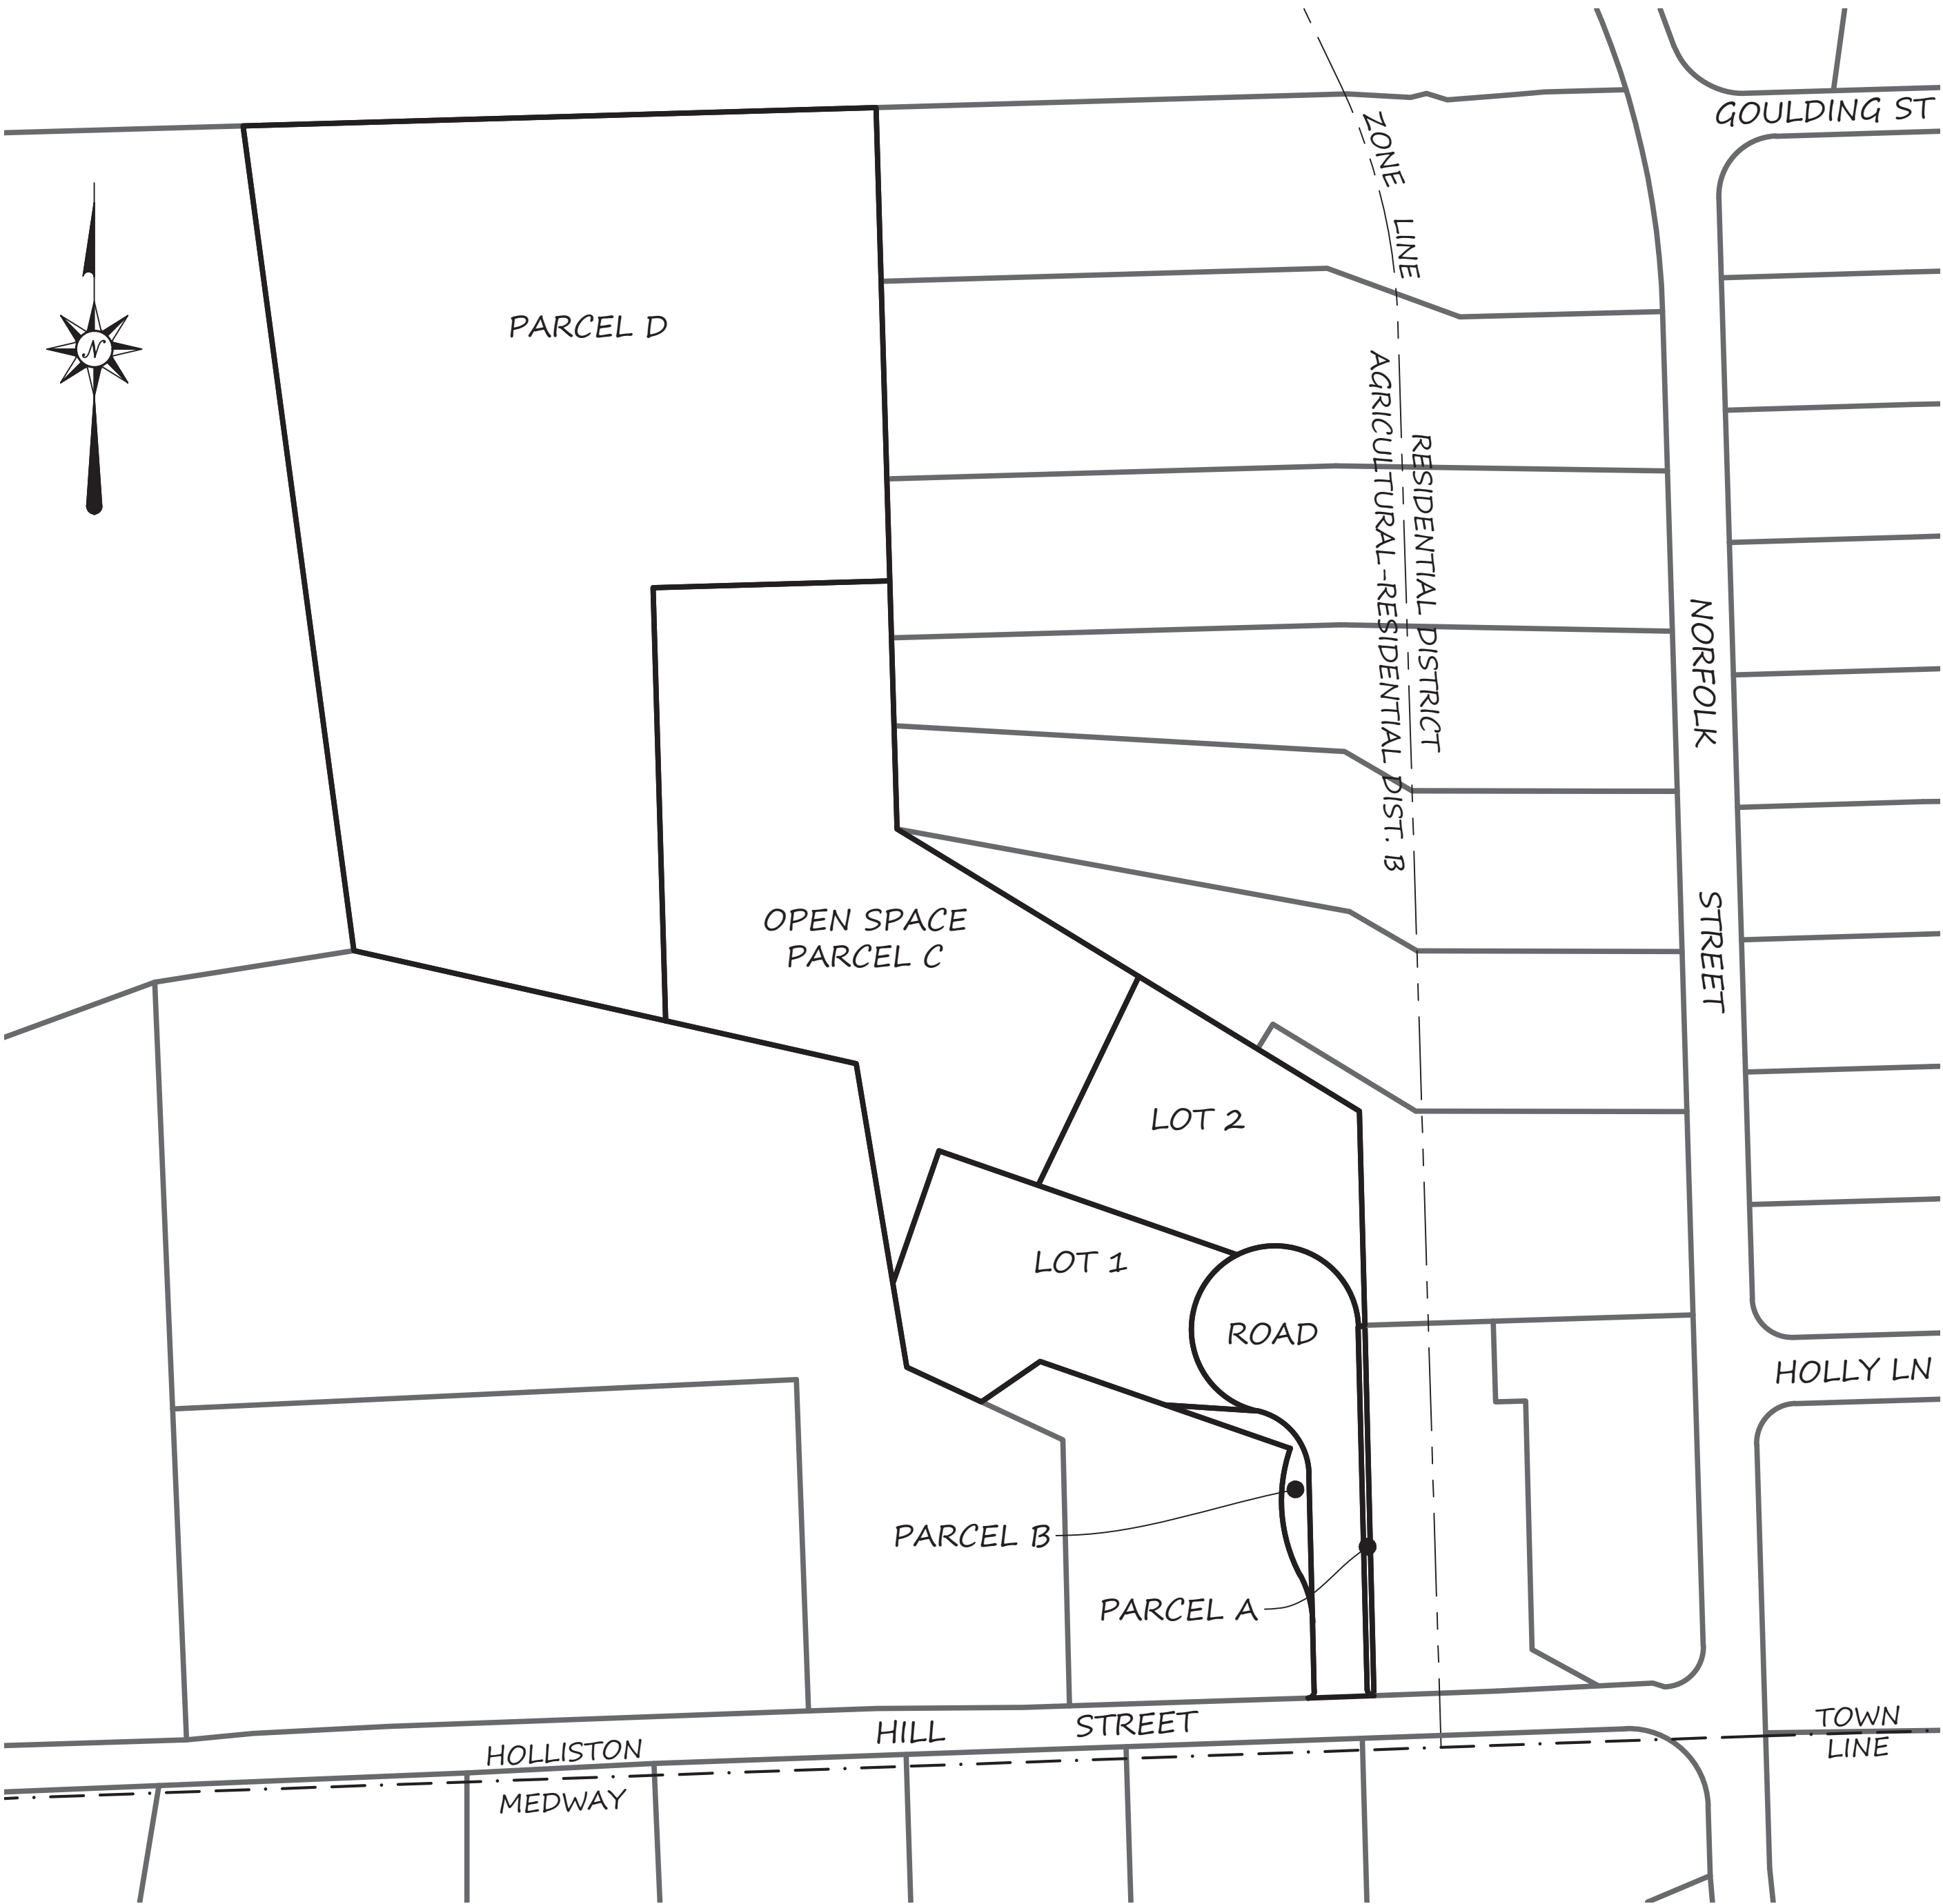 GOULDING ST
ZONE LINE
PARCEL D
N
AGRICULTURAL-RESIDENTIAL DIST. B
RESIDENTIAL DISTRICT
NORFOLK STREET
OPEN SPACE
PARCEL C
LOT 2
LOT 1
ROAD
HOLLY LN
PARCEL B
PARCEL A
HILL STREET
TOWN
LINE
HOLLISTON
MEDWAY